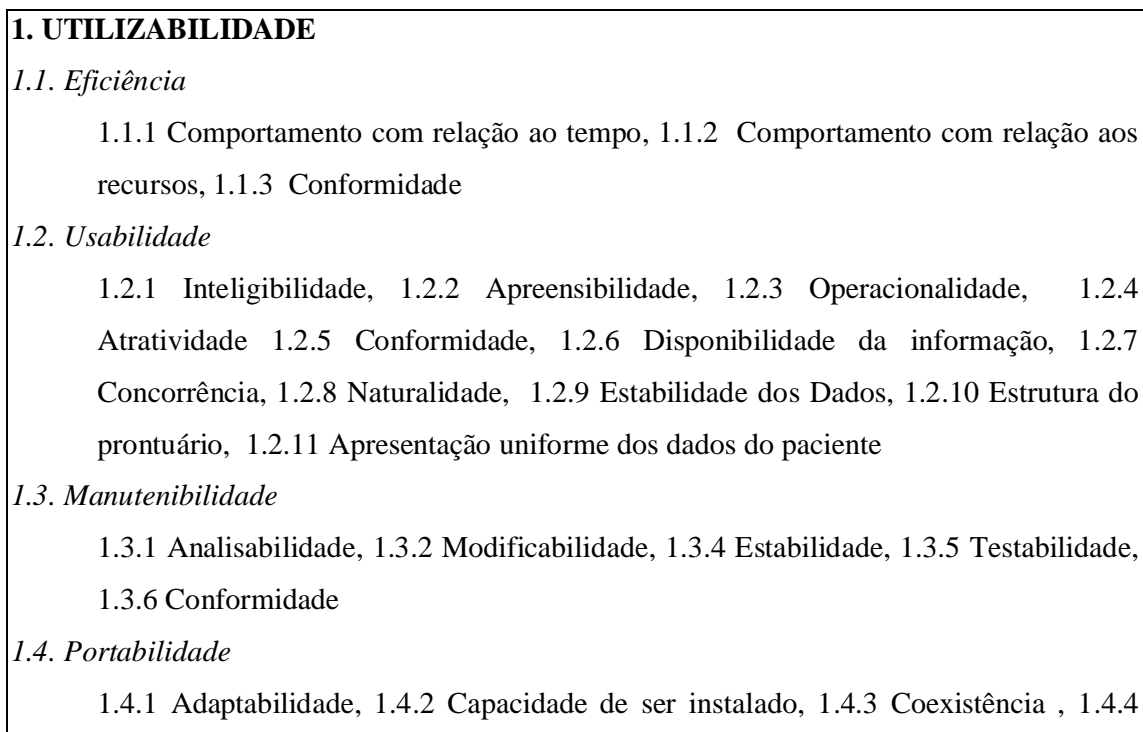 1. UTILIZABILIDADE
1.1. Eficiência
1.1.1 Comportamento com relação ao tempo, 1.1.2 Comportamento com relação aos
recursos, 1.1.3 Conformidade
1.2. Usabilidade
1.2.1 Inteligibilidade, 1.2.2 Apreensibilidade, 1.2.3 Operacionalidade, 1.2.4
Atratividade 1.2.5 Conformidade, 1.2.6 Disponibilidade da informação, 1.2.7
Concorrência, 1.2.8 Naturalidade, 1.2.9 Estabilidade dos Dados, 1.2.10 Estrutura do
prontuário, 1.2.11 Apresentação uniforme dos dados do paciente
1.3. Manutenibilidade
1.3.1 Analisabilidade, 1.3.2 Modificabilidade, 1.3.4 Estabilidade, 1.3.5 Testabilidade,
1.3.6 Conformidade
1.4. Portabilidade
1.4.1 Adaptabilidade, 1.4.2 Capacidade de ser instalado, 1.4.3 Coexistência , 1.4.4